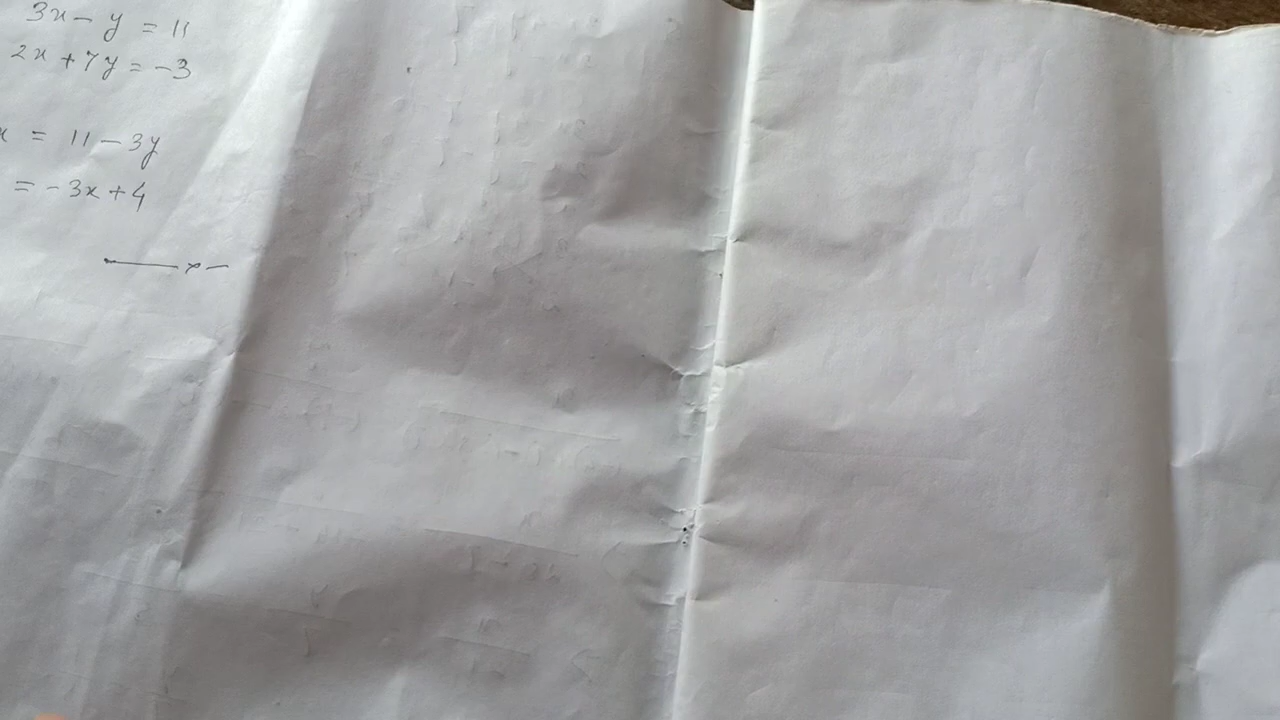 3x - y = 11
2x + 7y = -3
x = 11 - 3y
= -3x + 4